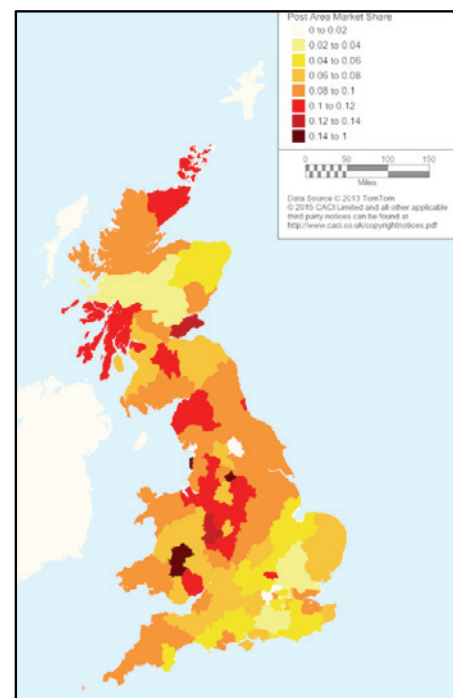 Post Area Market Share
0 to 0.02
0.02 to 0.04
0.04 to 0.06
0.06 to 0.08
0.08 to 0.1
0.1 to 0.12
0.12 to 0.14
0.14 to 1
0 50 100 150
Miles
Data Source © 2013 TomTom
© 2015 CACI Limited and all other applicable
third party notices can be found at
http://www.caci.co.uk/copyrightnotices.pdf